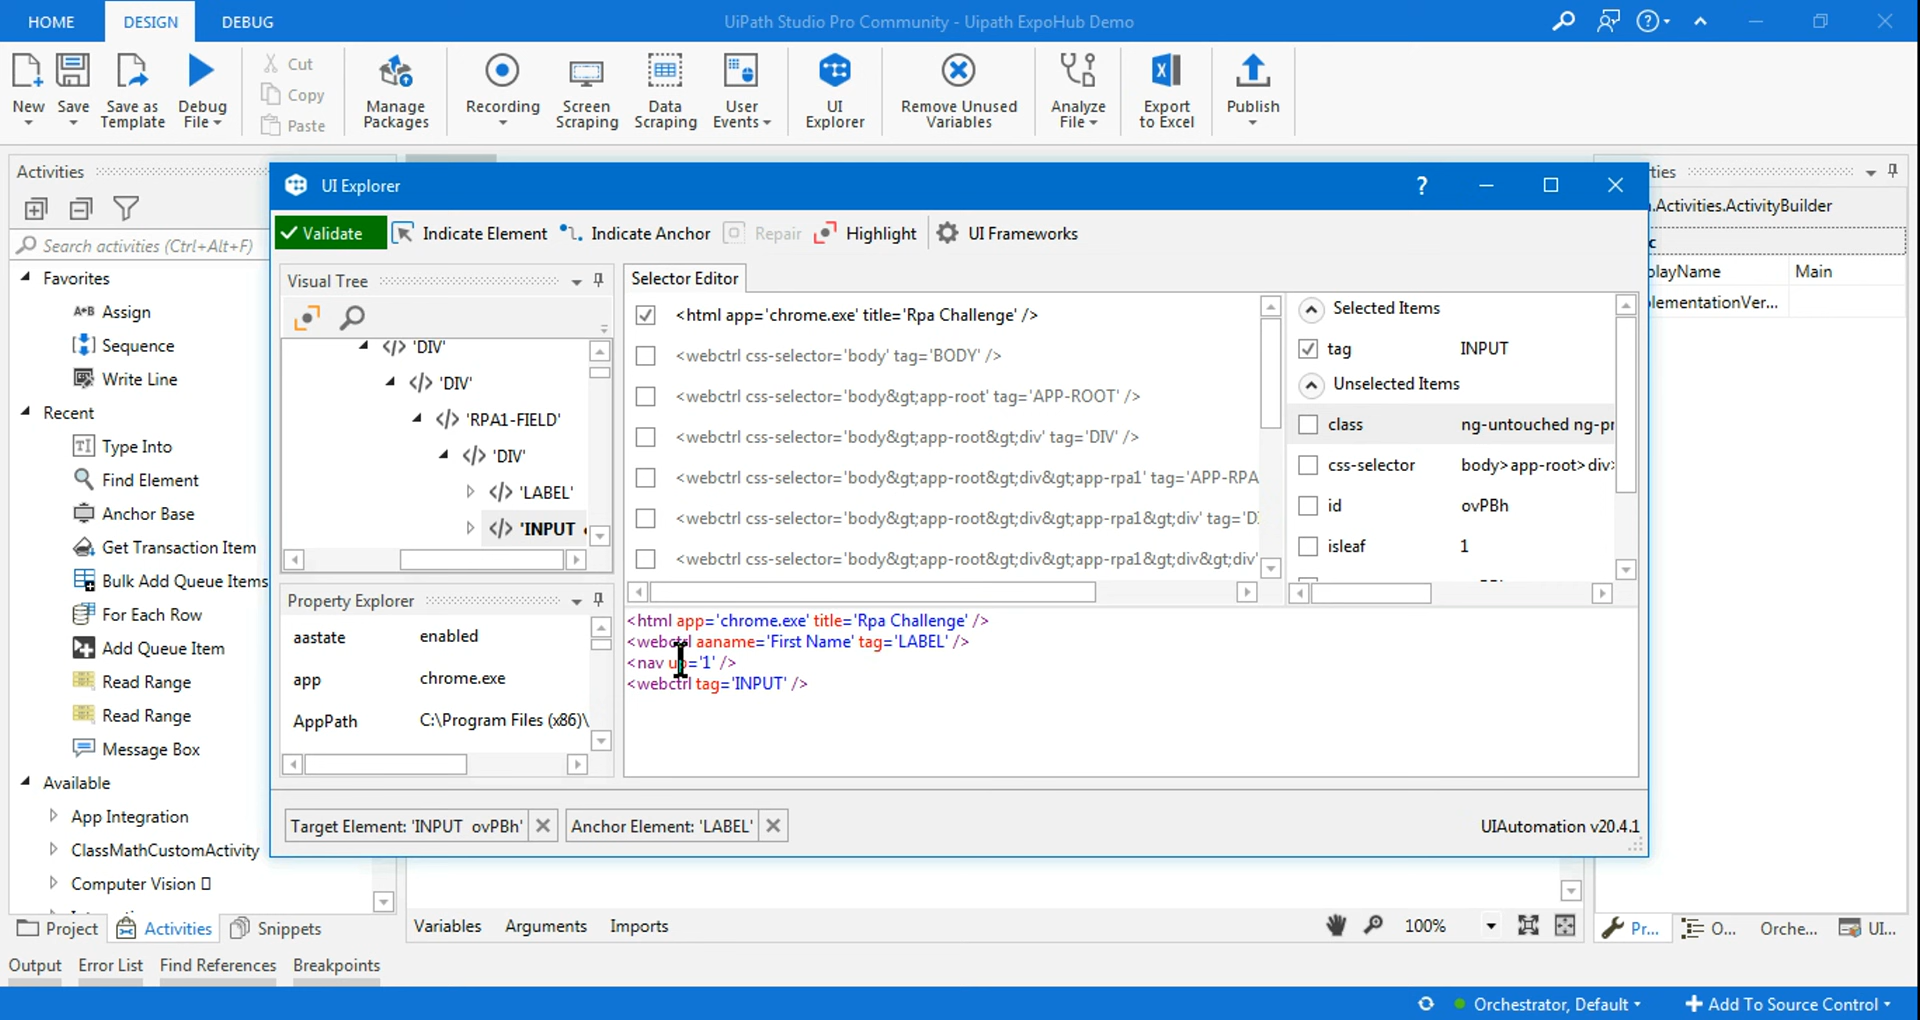 HOME DESIGN DEBUG UiPath Studio Pro Community - Uipath ExpoHub Demo
New Save Save as Template Debug File
Cut
Copy
Paste
Manage Packages
Recording
Screen Scraping
Data Scraping
User Events
UI Explorer
Remove Unused Variables
Analyze File
Export to Excel
Publish
Activities
Search activities (Ctrl+Alt+F)
Favorites
Assign
Sequence
Write Line
Recent
Type Into
Find Element
Anchor Base
Get Transaction Item
Bulk Add Queue Items
For Each Row
Add Queue Item
Read Range
Read Range
Message Box
Available
App Integration
ClassMathCustomActivity
Computer Vision
UI Explorer
Validate Indicate Element Indicate Anchor Repair Highlight UI Frameworks
Visual Tree
'DIV'
'DIV'
'RPA1-FIELD'
'DIV'
'LABEL'
'INPUT
Property Explorer
aastate enabled
app chrome.exe
AppPath C:\Program Files (x86)\
Selector Editor
<html app='chrome.exe' title='Rpa Challenge' />
<webctrl css-selector='body' tag='BODY' />
<webctrl css-selector='body&gt;app-root' tag='APP-ROOT' />
<webctrl css-selector='body&gt;app-root&gt;div' tag='DIV' />
<webctrl css-selector='body&gt;app-root&gt;div&gt;app-rpa1' tag='APP-RPA
<webctrl css-selector='body&gt;app-root&gt;div&gt;app-rpa1&gt;div' tag='DI
<webctrl css-selector='body&gt;app-root&gt;div&gt;app-rpa1&gt;div&gt;div'
Selected Items
tag INPUT
Unselected Items
class ng-untouched ng-pr
css-selector body>app-root>div>
id ovPBh
isleaf 1
<html app='chrome.exe' title='Rpa Challenge' />
<webctrl aaname='First Name' tag='LABEL' />
<nav up='1' />
<webctrl tag='INPUT' />
Target Element: 'INPUT ovPBh' Anchor Element: 'LABEL' UIAutomation v20.4.1
ties
.Activities.ActivityBuilder
c
playName Main
lementationVer...
Project Activities Snippets
Variables Arguments Imports 100%
Pr... O... Orche... UI...
Output Error List Find References Breakpoints
Orchestrator, Default Add To Source Control